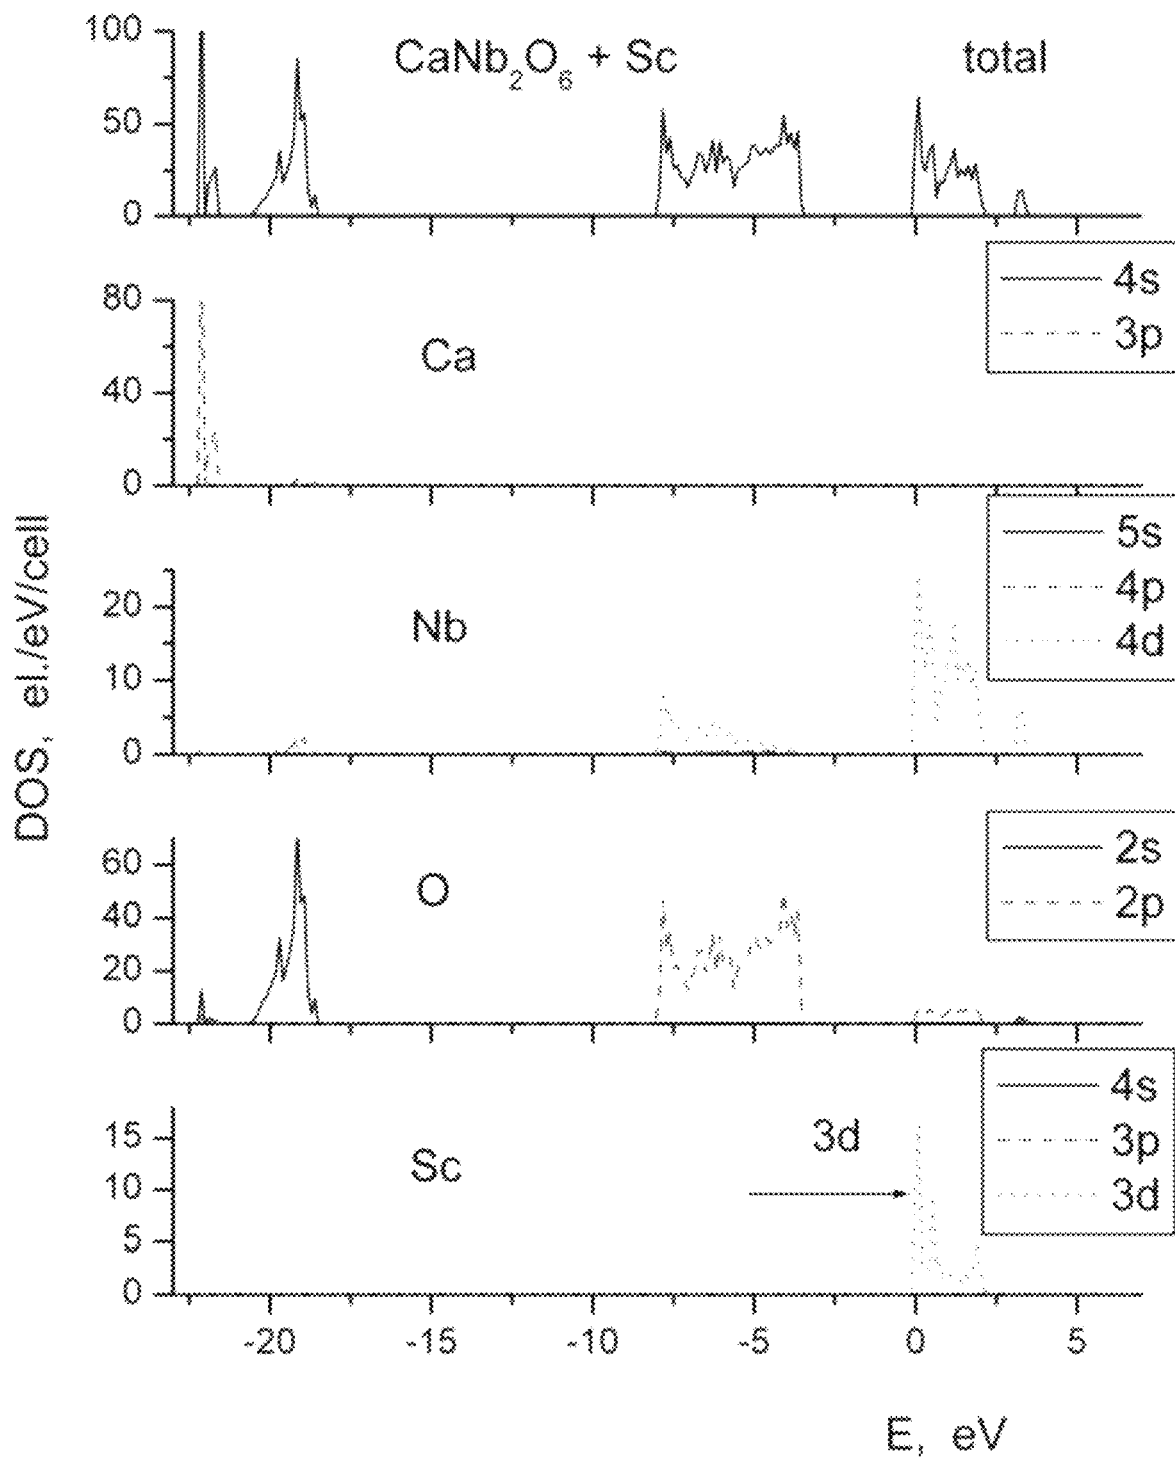 CaNb₂O₆ + Sc
total
100
50
0
4s
3p
Ca
80
40
0
5s
4p
4d
Nb
20
10
0
2s
2p
O
60
40
20
0
4s
3p
3d
Sc
3d
15
10
5
0
-20 -15 -10 -5 0 5
E, eV
DOS, el./eV/cell